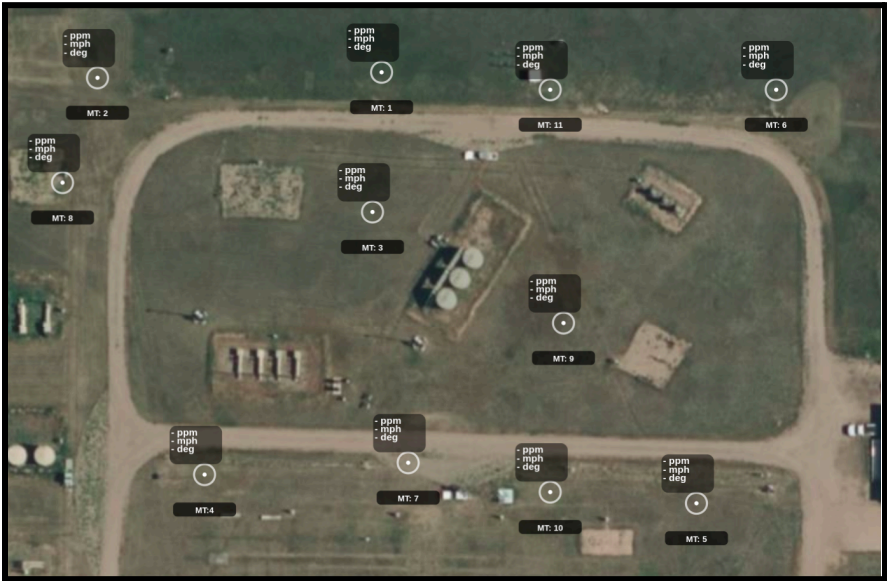 - ppm
- mph
- deg
MT: 2
- ppm
- mph
- deg
MT: 1
- ppm
- mph
- deg
MT: 11
- ppm
- mph
- deg
MT: 6
- ppm
- mph
- deg
MT: 8
- ppm
- mph
- deg
MT: 3
- ppm
- mph
- deg
MT: 9
- ppm
- mph
- deg
MT:4
- ppm
- mph
- deg
MT: 7
- ppm
- mph
- deg
MT: 10
- ppm
- mph
- deg
MT: 5